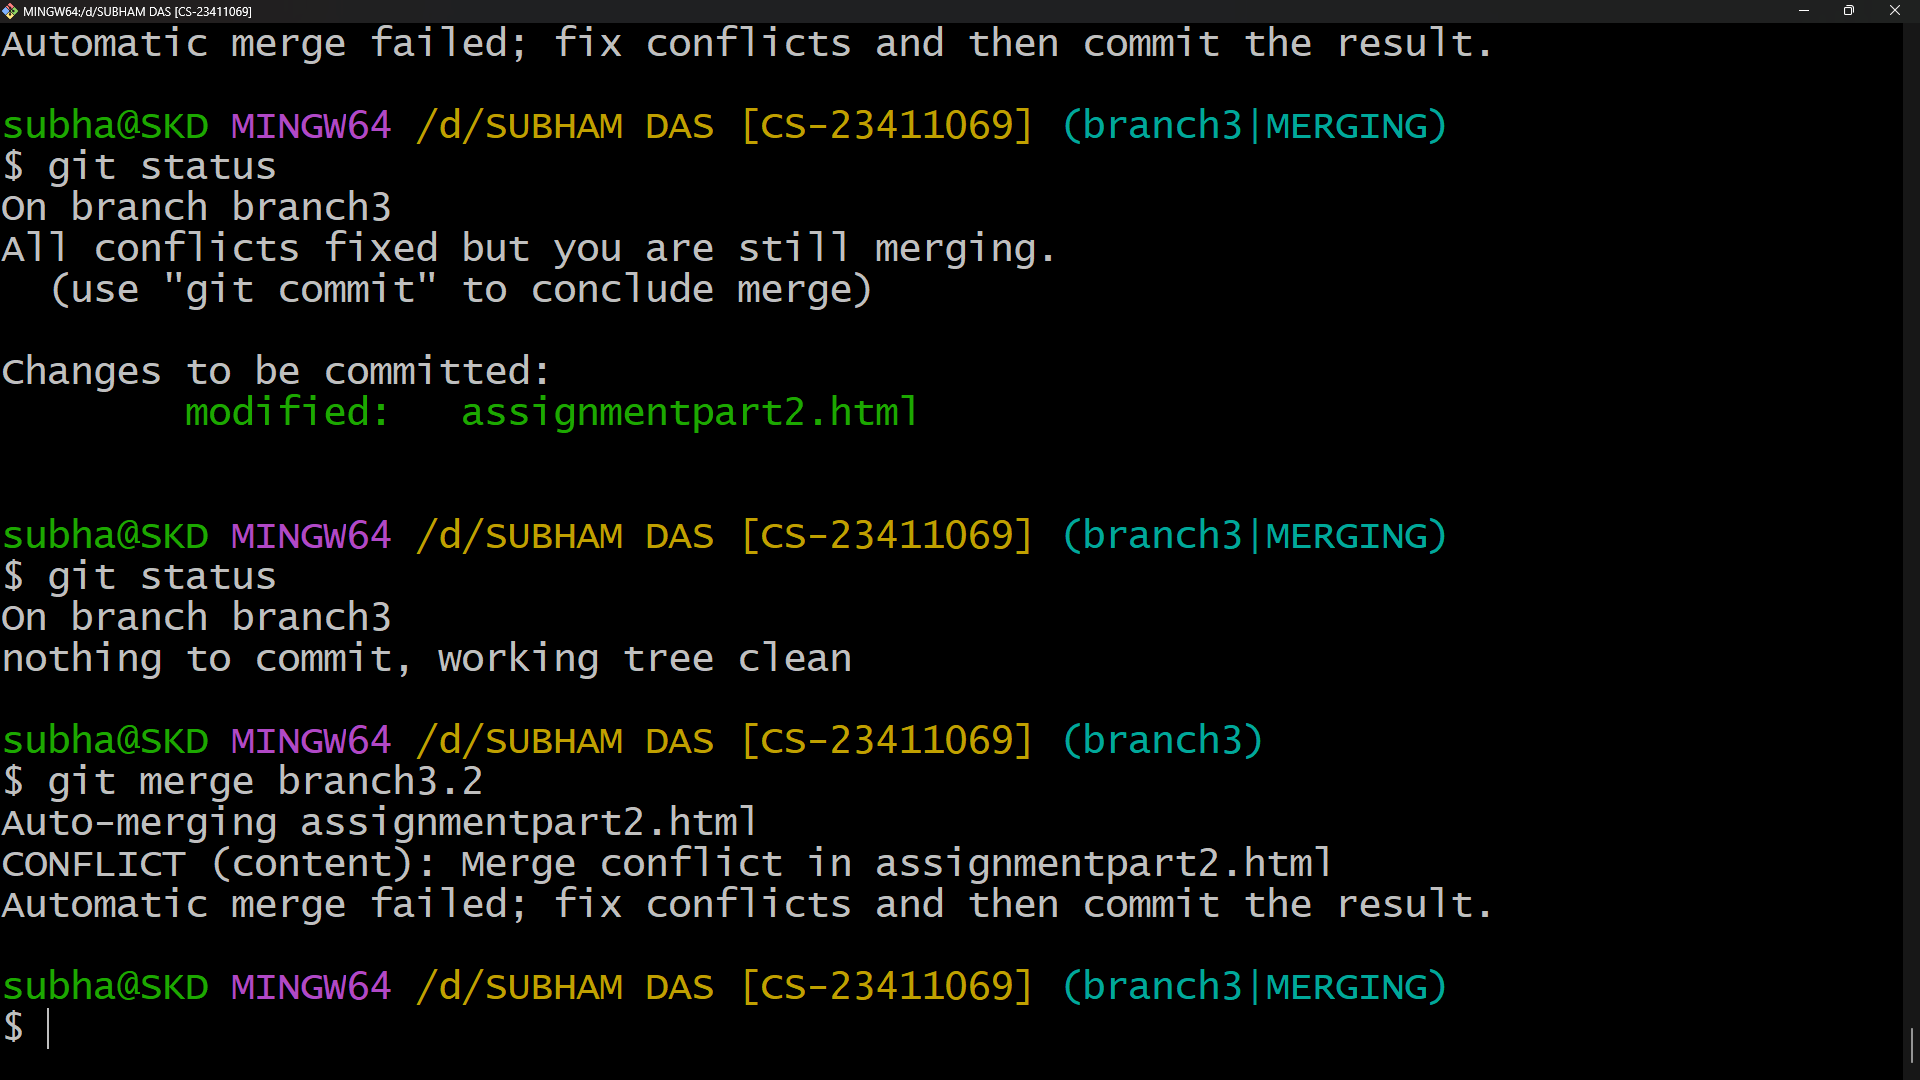 MINGW64:/d/SUBHAM DAS [CS-23411069]
Automatic merge failed; fix conflicts and then commit the result.
subha@SKD MINGW64 /d/SUBHAM DAS [CS-23411069] (branch3|MERGING)
$ git status
On branch branch3
All conflicts fixed but you are still merging.
(use "git commit" to conclude merge)
Changes to be committed:
modified: assignmentpart2.html
subha@SKD MINGW64 /d/SUBHAM DAS [CS-23411069] (branch3|MERGING)
$ git status
On branch branch3
nothing to commit, working tree clean
subha@SKD MINGW64 /d/SUBHAM DAS [CS-23411069] (branch3)
$ git merge branch3.2
Auto-merging assignmentpart2.html
CONFLICT (content): Merge conflict in assignmentpart2.html
Automatic merge failed; fix conflicts and then commit the result.
subha@SKD MINGW64 /d/SUBHAM DAS [CS-23411069] (branch3|MERGING)
$